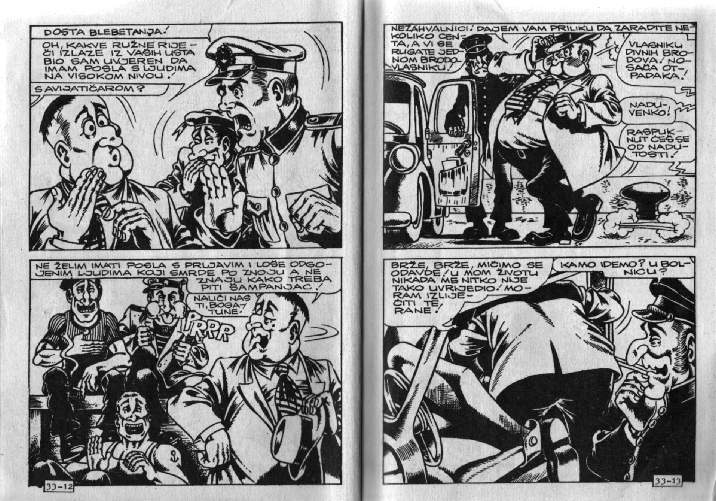 DOSTA BLEBETANJA!
OH, KAKVE RUŽNE RIJE-
ČI IZLAZE IZ VAŠIH USTA
BIO SAM UVJEREN DA
IMAM POSLA S LJUDIMA
NA VISOKOM NIVOU!
S AVIJATIČAROM?
NE ŽELIM IMATI POSLA S PRLJAVIM I LOŠE ODGO-
JENIM LJUDIMA KOJI SMRDE PO ZNOJU A NE
ZNAJU KAKO TREBA
PITI ŠAMPANJAC!
NAUČI NAS
TI, BOGA-
TUNE!
PRRRR
33-12
NEZAHVALNICI! DAJEM VAM PRILIKU DA ZARADITE NE-
KOLIKO CEN-
TA, A VI SE
RUGATE JED-
NOM BRODO-
VLASNIKU!
VLASNIKU
DIVNIH BRO-
DOVA! NO-
SAČA OT-
PADAKA!
NADU-
VENKO!
RASPUK-
NUT ĆEŠ SE
OD NADU-
TOSTI!
BRŽE, BRŽE, MIČIMO SE
ODAVDE! U MOM ŽIVOTU
NIKADA ME NITKO NIJE
TAKO UVRIJEDIO! MO-
RAM IZLIJE-
ČITI TE
RANE!
KAMO IDEMO? U BOL-
NICU?
33-13